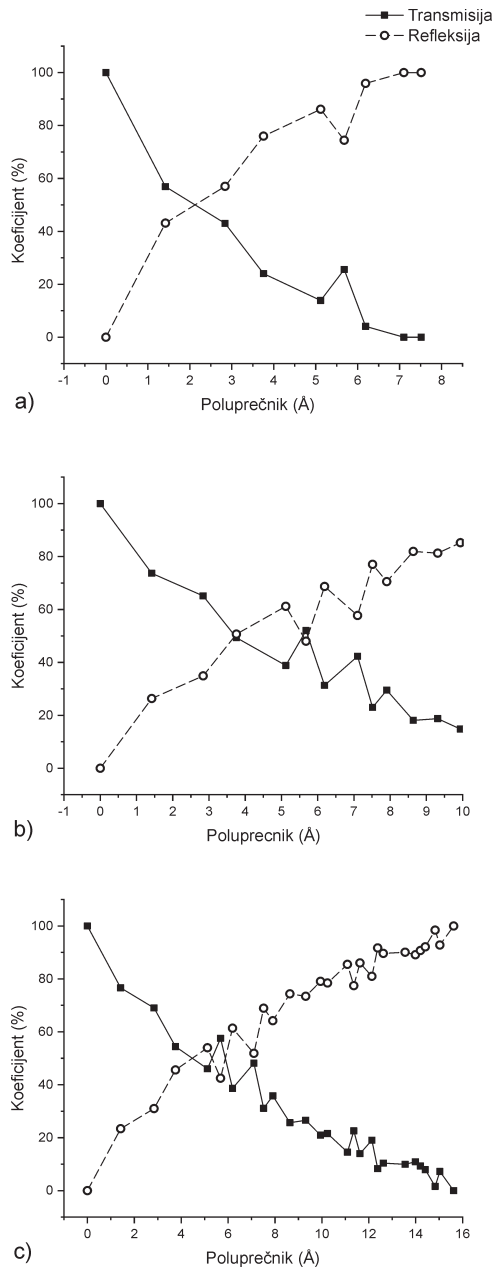 Transmisija
Refleksija
100
80
60
40
20
0
Koeficijent (%)
-1 0 1 2 3 4 5 6 7 8
Poluprečnik (Å)
a)
100
80
60
40
20
0
Koeficijent (%)
-1 0 1 2 3 4 5 6 7 8 9 10
Poluprecnik (Å)
b)
100
80
60
40
20
0
Koeficijent (%)
0 2 4 6 8 10 12 14 16
Poluprečnik (Å)
c)